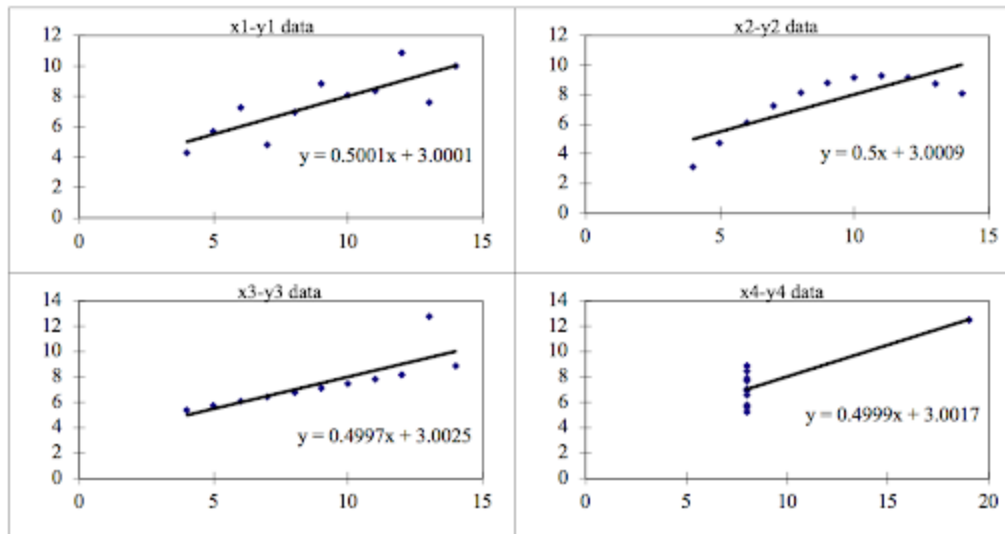 x1-y1 data
12
10
8
6
4
2
0
y = 0.5001x + 3.0001
0 5 10 15
x2-y2 data
12
10
8
6
4
2
0
y = 0.5x + 3.0009
0 5 10 15
x3-y3 data
14
12
10
8
6
4
2
0
y = 0.4997x + 3.0025
0 5 10 15
x4-y4 data
14
12
10
8
6
4
2
0
y = 0.4999x + 3.0017
0 5 10 15 20